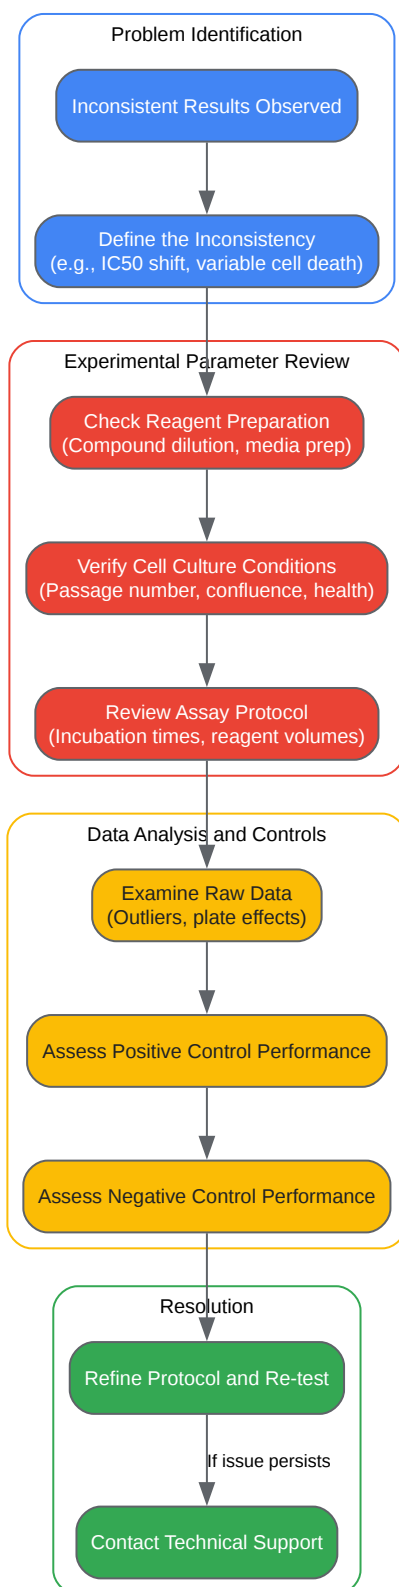 Problem Identification
Inconsistent Results Observed
Define the Inconsistency
(e.g., IC50 shift, variable cell death)
Experimental Parameter Review
Check Reagent Preparation
(Compound dilution, media prep)
Verify Cell Culture Conditions
(Passage number, confluence, health)
Review Assay Protocol
(Incubation times, reagent volumes)
Data Analysis and Controls
Examine Raw Data
(Outliers, plate effects)
Assess Positive Control Performance
Assess Negative Control Performance
Resolution
Refine Protocol and Re-test
If issue persists
Contact Technical Support